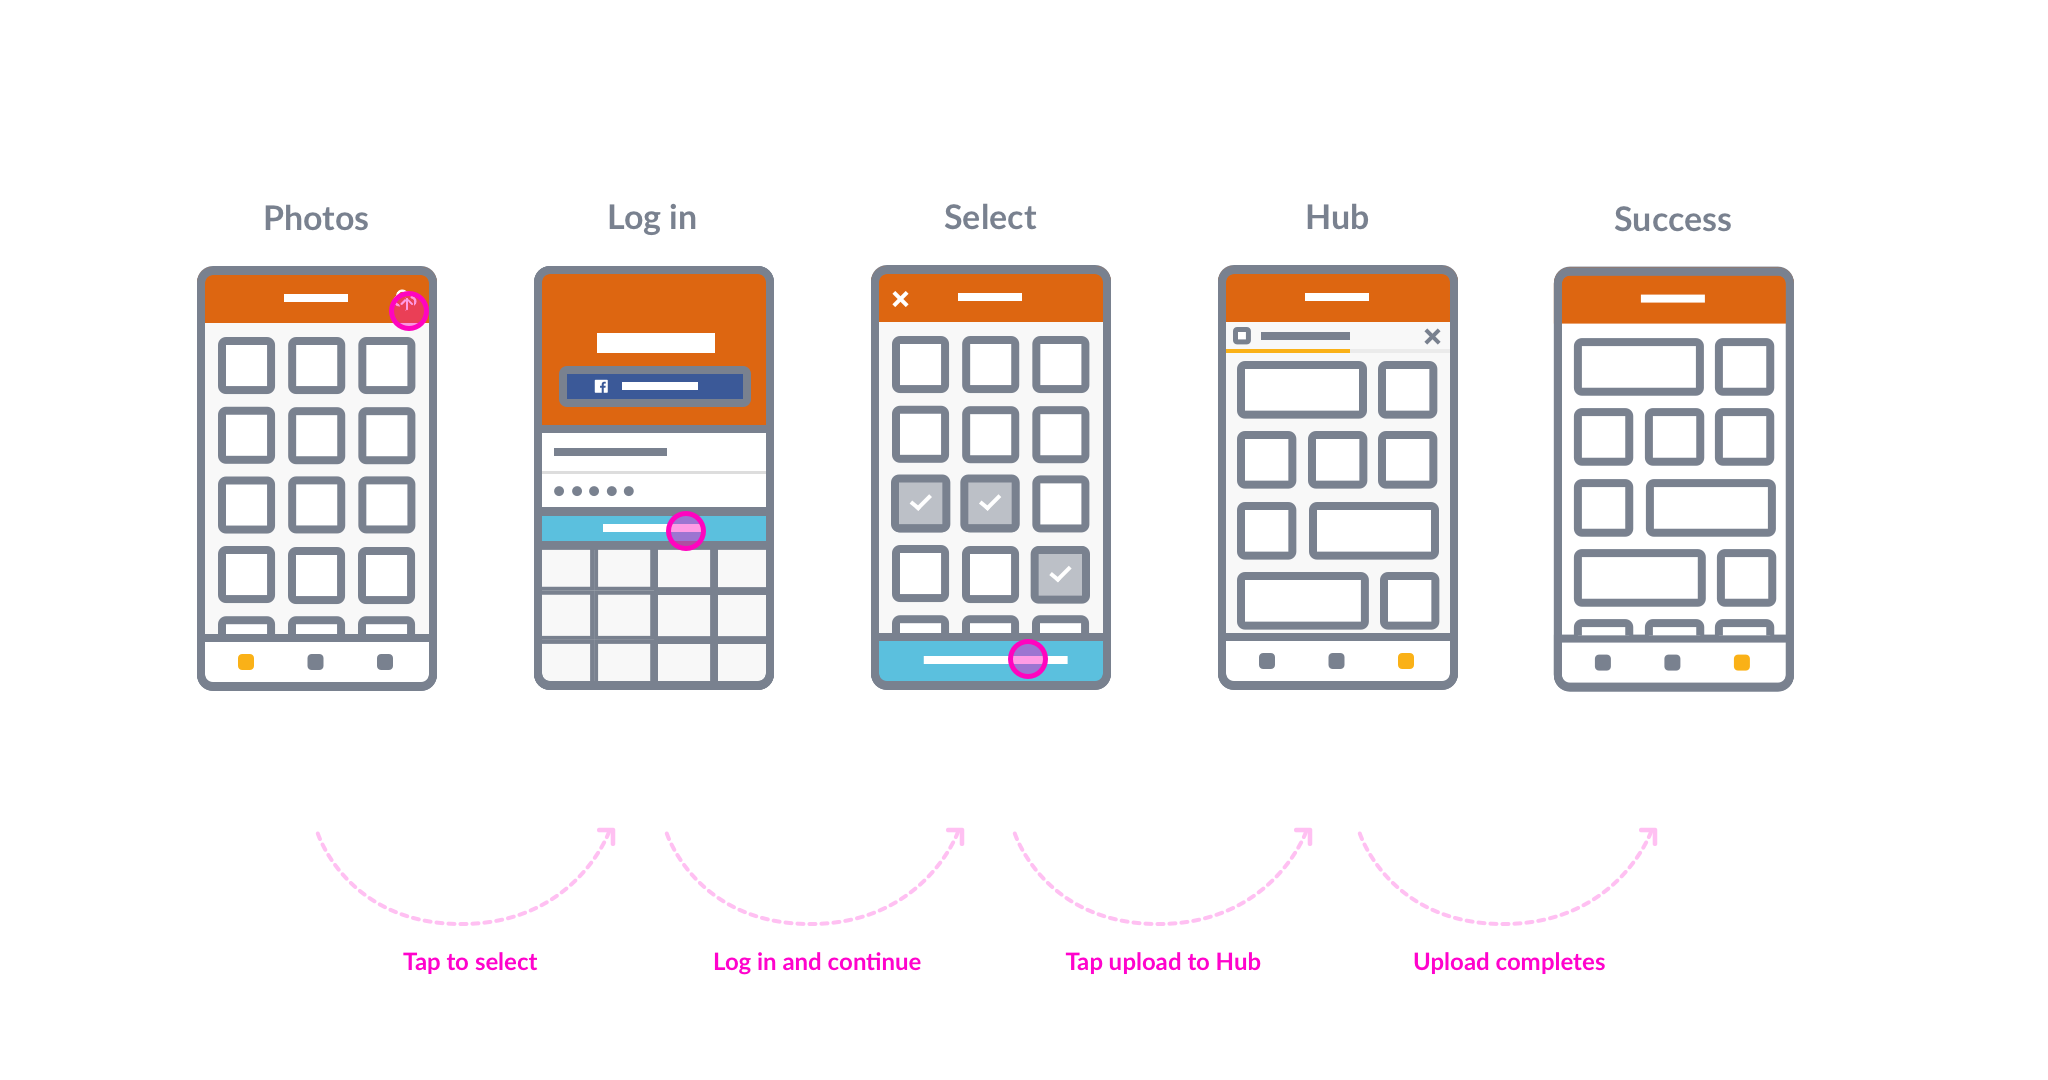 Photos
Log in
Select
Hub
Success
Tap to select
Log in and continue
Tap upload to Hub
Upload completes